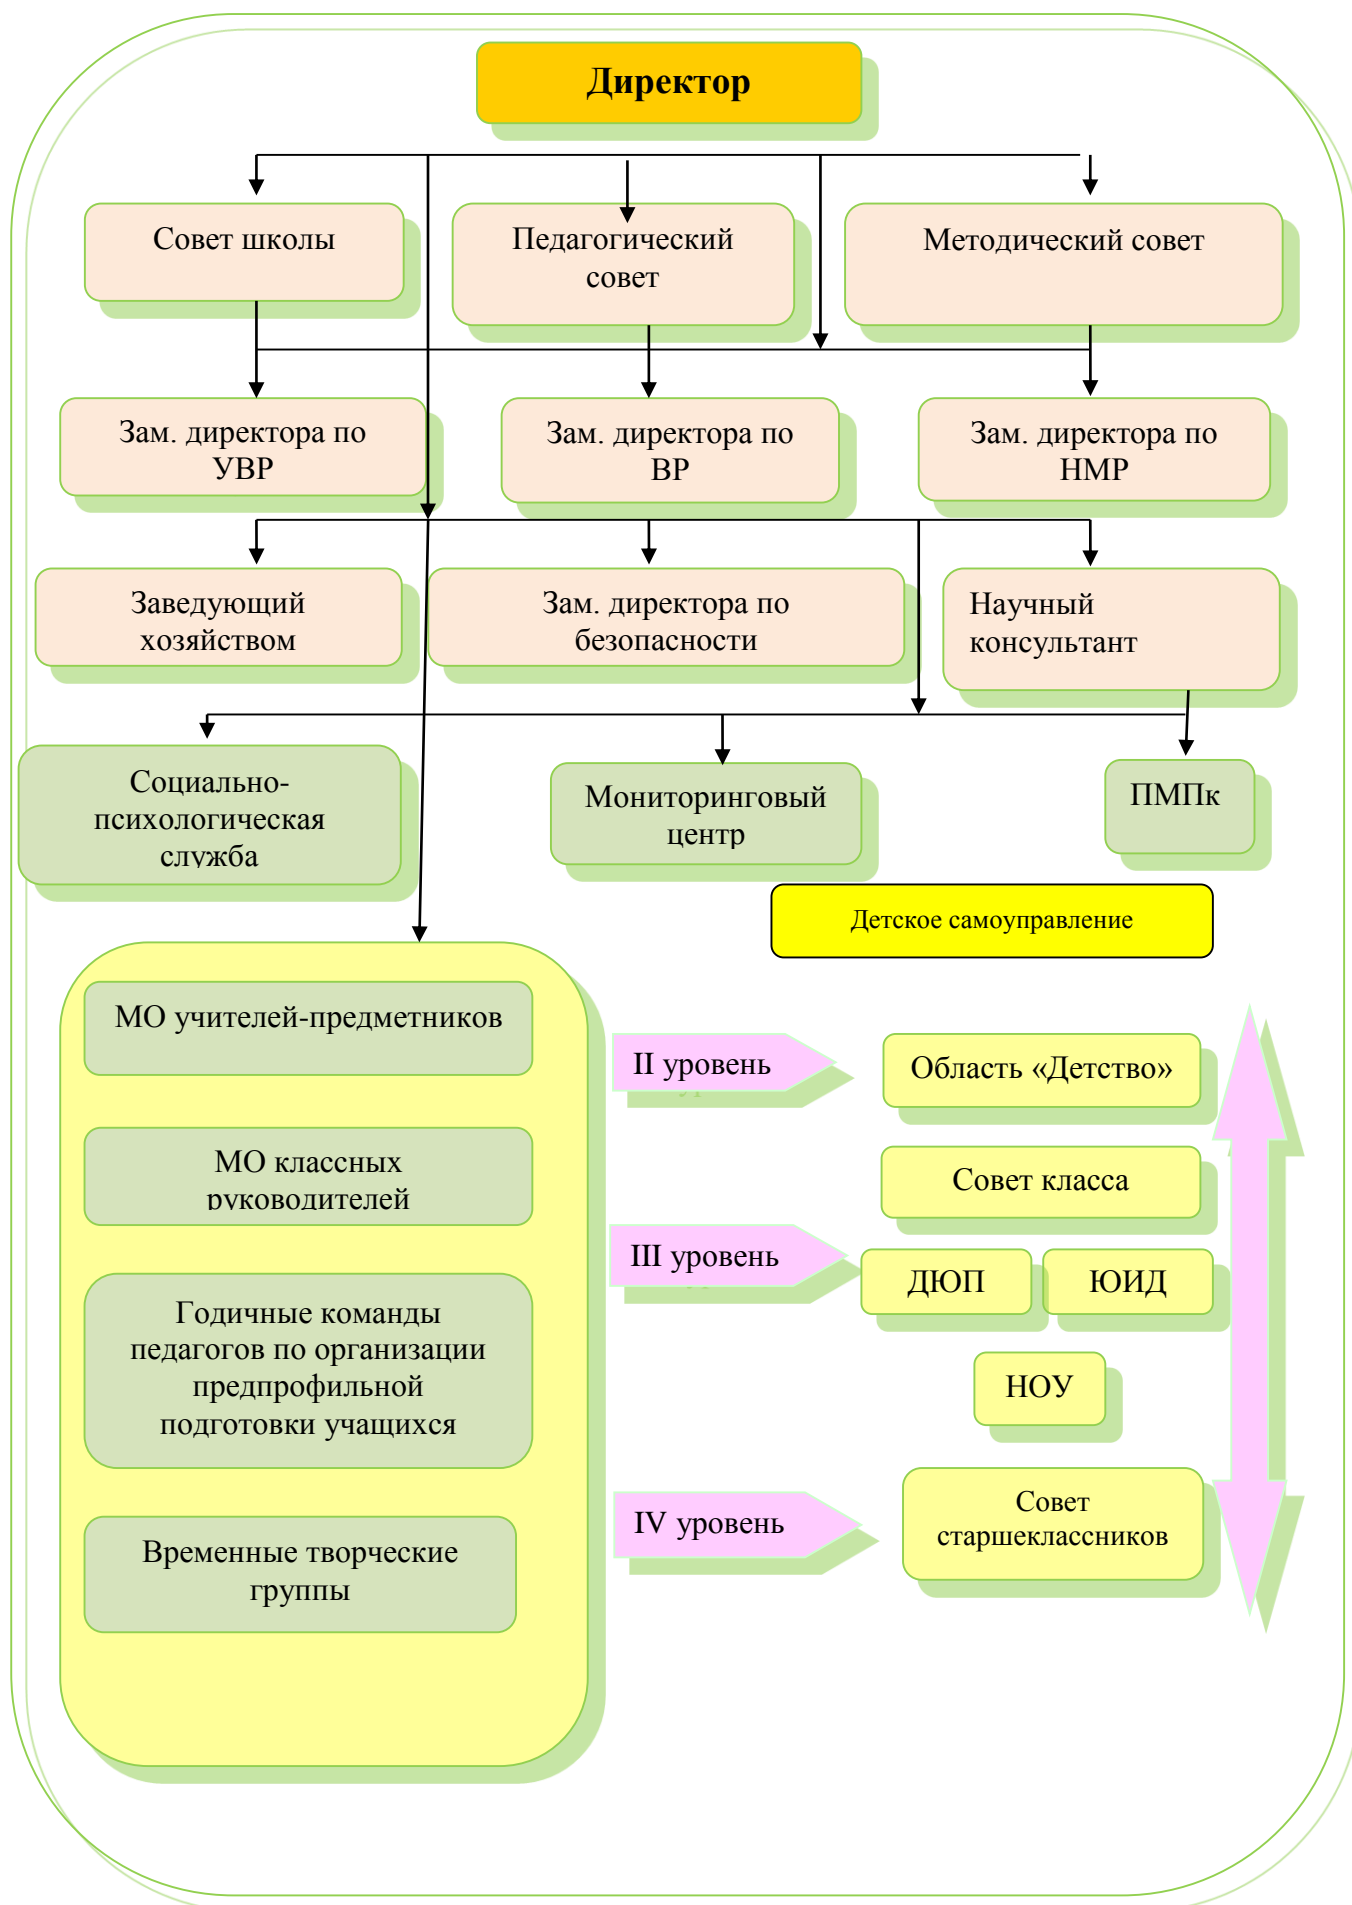 Директор
Совет школы
Педагогический
совет
Методический совет
Зам. директора по
УВР
Зам. директора по
ВР
Зам. директора по
НМР
Заведующий
хозяйством
Зам. директора по
безопасности
Научный
консультант
Социально-
психологическая
служба
Мониторинговый
центр
ПМПк
Детское самоуправление
МО учителей-предметников
МО классных
руководителей
Годичные команды
педагогов по организации
предпрофильной
подготовки учащихся
Временные творческие
группы
II уровень
Область «Детство»
Совет класса
III уровень
ДЮП
ЮИД
НОУ
IV уровень
Совет
старшеклассников